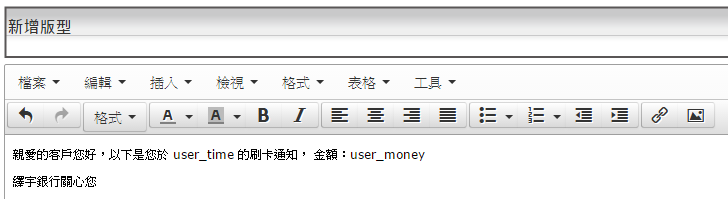 新增版型
檔案 編輯 插入 檢視 格式 表格 工具
格式 A A B I
親愛的客戶您好，以下是您於 user_time 的刷卡通知， 金額：user_money
繹宇銀行關心您